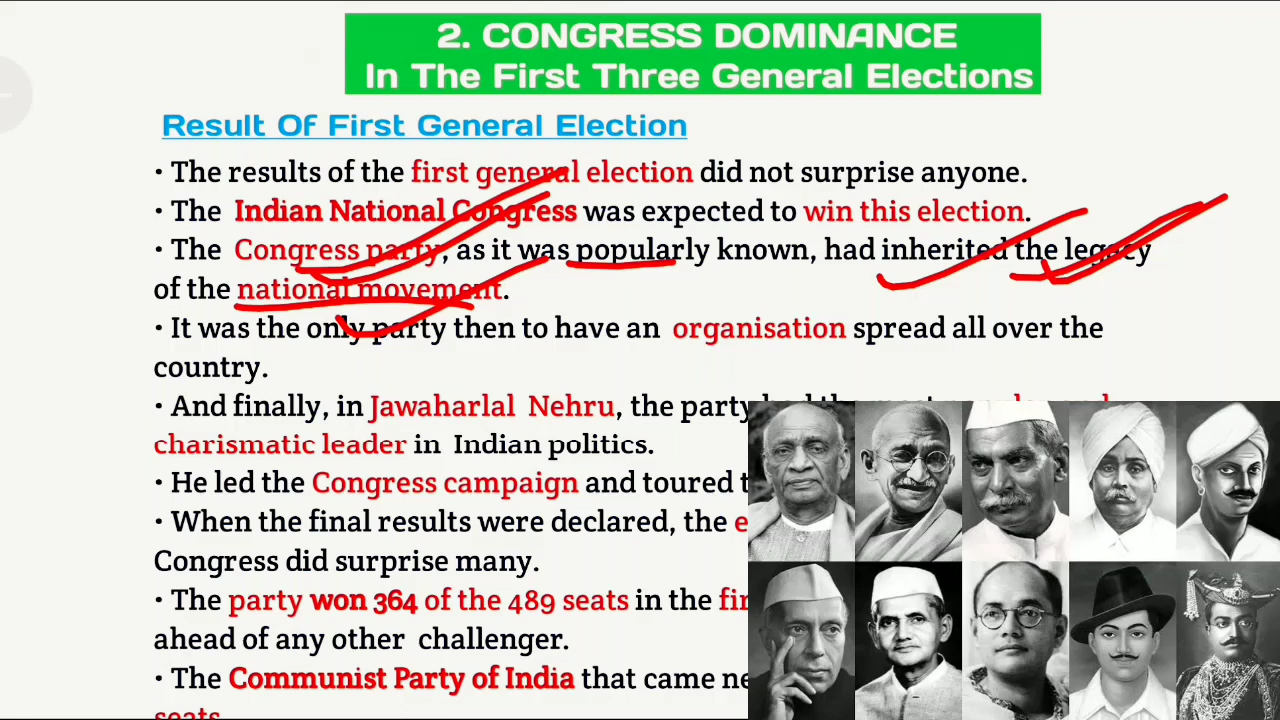 2. CONGRESS DOMINANCE
In The First Three General Elections
Result Of First General Election
• The results of the first general election did not surprise anyone.
• The Indian National Congress was expected to win this election.
• The Congress party, as it was popularly known, had inherited the legacy
of the national movement.
• It was the only party then to have an organisation spread all over the
country.
• And finally, in Jawaharlal Nehru, the party had the most
charismatic leader in Indian politics.
• He led the Congress campaign and toured
• When the final results were declared, the
Congress did surprise many.
• The party won 364 of the 489 seats in the
ahead of any other challenger.
• The Communist Party of India that came
seats